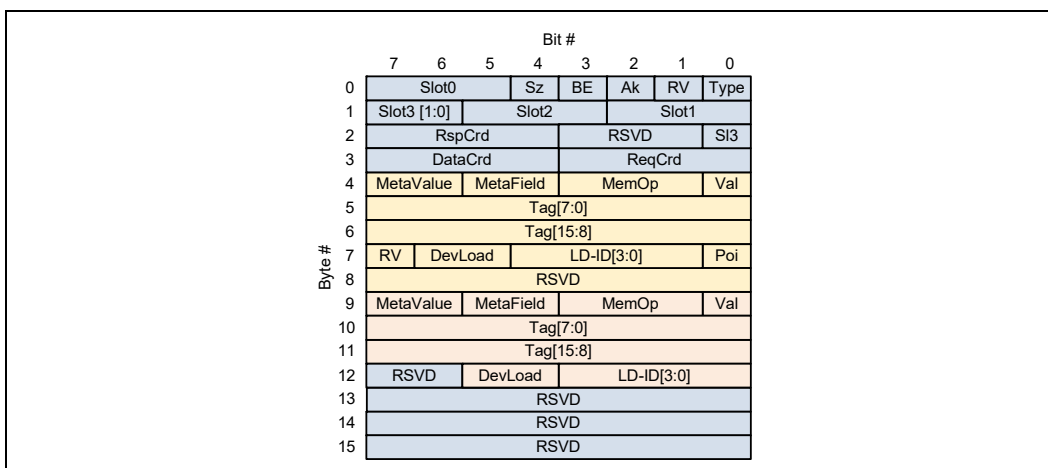 Bit #
7 6 5 4 3 2 1 0
0 Slot0 Sz BE Ak RV Type
1 Slot3 [1:0] Slot2 Slot1
2 RspCrd RSVD Sl3
3 DataCrd ReqCrd
4 MetaValue MetaField MemOp Val
5 Tag[7:0]
6 Tag[15:8]
7 RV DevLoad LD-ID[3:0] Poi
Byte #
8 RSVD
9 MetaValue MetaField MemOp Val
10 Tag[7:0]
11 Tag[15:8]
12 RSVD DevLoad LD-ID[3:0]
13 RSVD
14 RSVD
15 RSVD